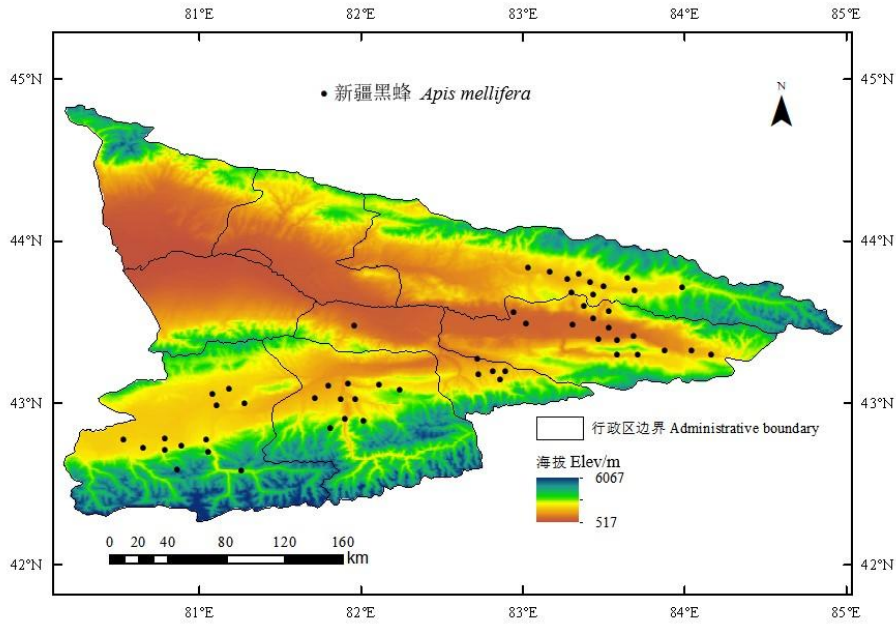 81°E 82°E 83°E 84°E 85°E
45°N 45°N
• 新疆黑蜂 Apis mellifera
N
44°N 44°N
43°N 43°N
行政区边界 Administrative boundary
海拔 Elev/m
6067
517
0 20 40 80 120 160
km
42°N 42°N
81°E 82°E 83°E 84°E 85°E